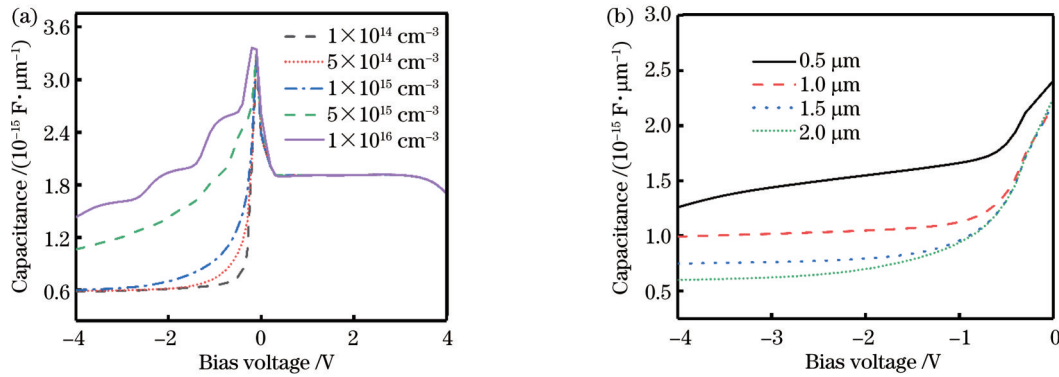 (a)
3.6
3.0
2.4
1.8
1.2
0.6
Capacitance /(10⁻¹⁵ F·μm⁻¹)
1×10¹⁴ cm⁻³
5×10¹⁴ cm⁻³
1×10¹⁵ cm⁻³
5×10¹⁵ cm⁻³
1×10¹⁶ cm⁻³
−4
−2
0
2
4
Bias voltage /V
(b)
3.0
2.5
2.0
1.5
1.0
0.5
Capacitance /(10⁻¹⁵ F·μm⁻¹)
0.5 μm
1.0 μm
1.5 μm
2.0 μm
−4
−3
−2
−1
0
Bias voltage /V